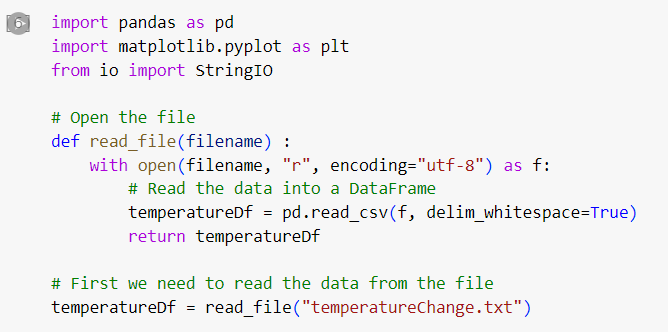 import pandas as pd
import matplotlib.pyplot as plt
from io import StringIO
# Open the file
def read_file(filename) :
    with open(filename, "r", encoding="utf-8") as f:
        # Read the data into a DataFrame
        temperatureDf = pd.read_csv(f, delim_whitespace=True)
        return temperatureDf
# First we need to read the data from the file
temperatureDf = read_file("temperatureChange.txt")